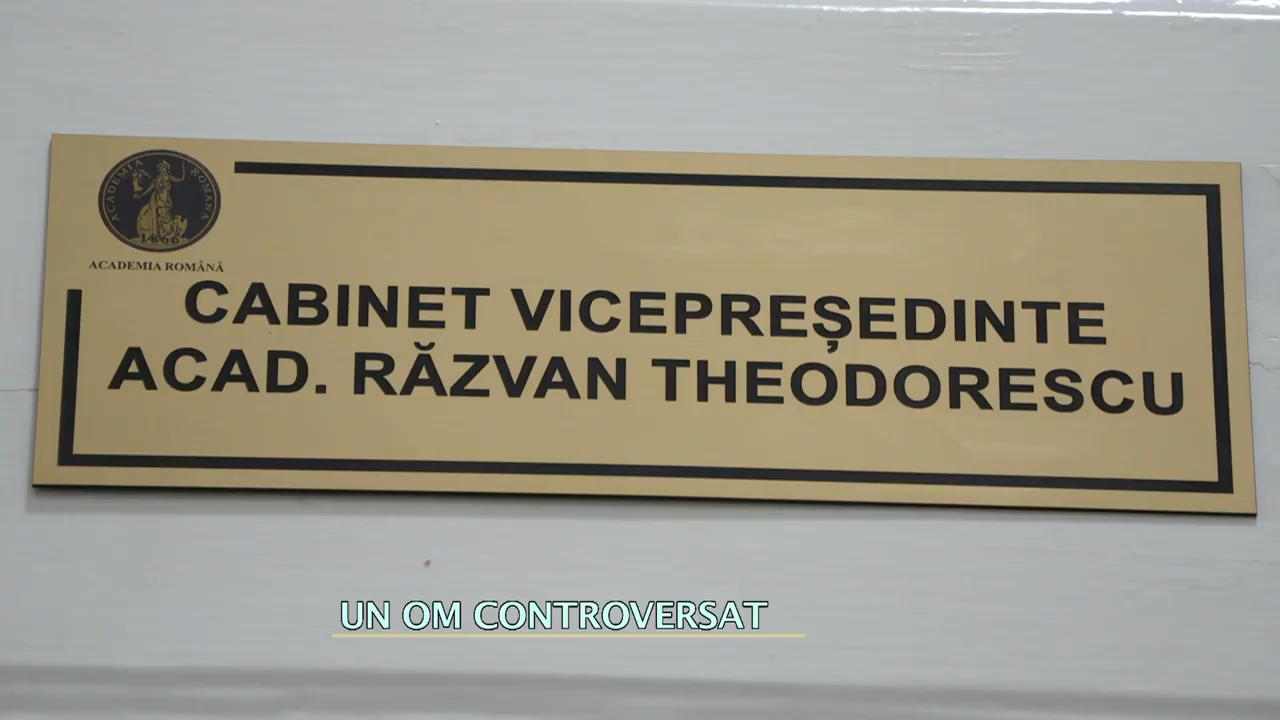 ACADEMIA ROMÂNĂ
1866
ACADEMIA ROMÂNĂ
CABINET VICEPREȘEDINTE
ACAD. RĂZVAN THEODORESCU
UN OM CONTROVERSAT